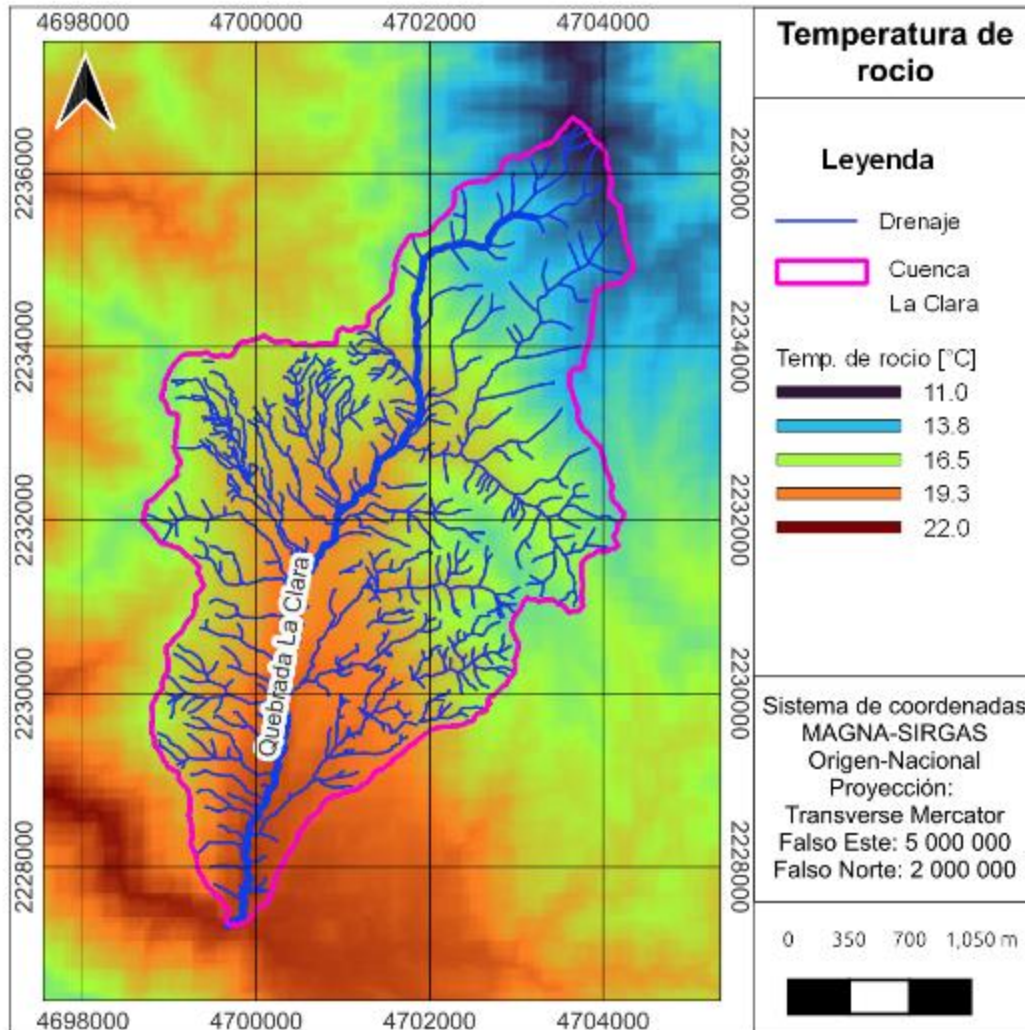 4698000 4700000 4702000 4704000
2236000
2234000
2232000
2230000
2228000
Quebrada La Clara
2236000
2234000
2232000
2230000
2228000
4698000 4700000 4702000 4704000
Temperatura de
rocio
Leyenda
Drenaje
Cuenca
La Clara
Temp. de rocio [°C]
11.0
13.8
16.5
19.3
22.0
Sistema de coordenadas
MAGNA-SIRGAS
Origen-Nacional
Proyección:
Transverse Mercator
Falso Este: 5 000 000
Falso Norte: 2 000 000
0 350 700 1,050 m